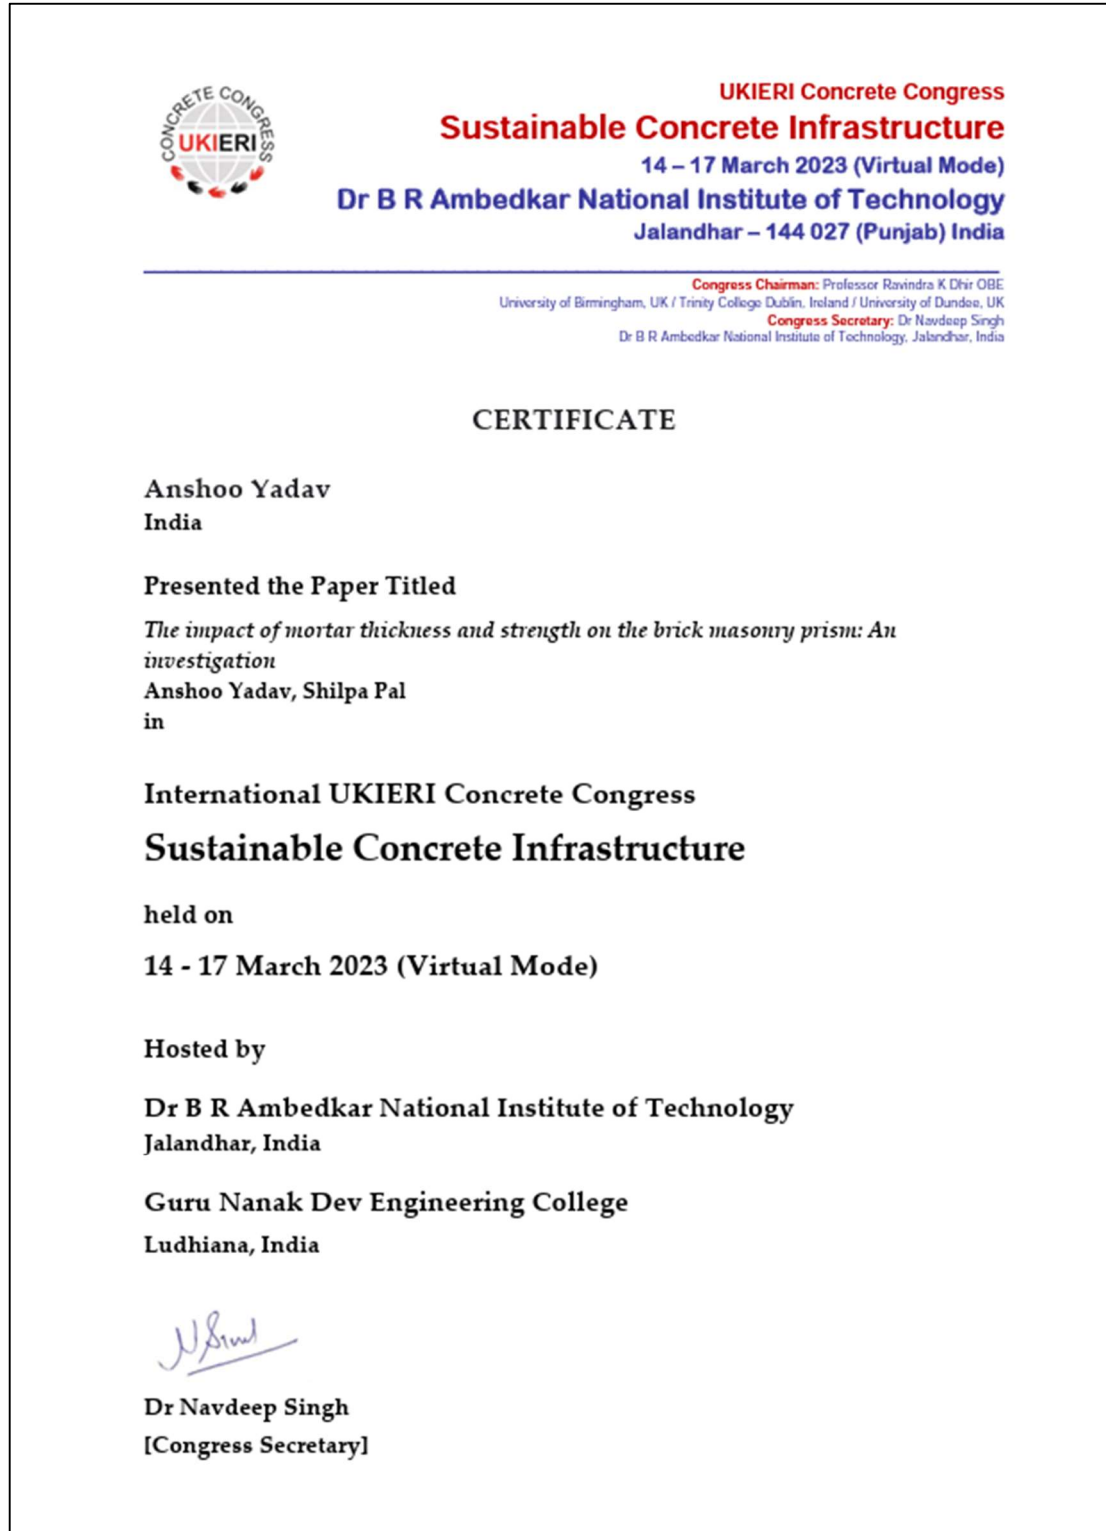 CONCRETE CONGRESS
UKIERI
UKIERI Concrete Congress
Sustainable Concrete Infrastructure
14 – 17 March 2023 (Virtual Mode)
Dr B R Ambedkar National Institute of Technology
Jalandhar – 144 027 (Punjab) India
Congress Chairman: Professor Ravindra K Dhir OBE
University of Birmingham, UK / Trinity College Dublin, Ireland / University of Dundee, UK
Congress Secretary: Dr Navdeep Singh
Dr B R Ambedkar National Institute of Technology, Jalandhar, India
CERTIFICATE
Anshoo Yadav
India
Presented the Paper Titled
The impact of mortar thickness and strength on the brick masonry prism: An
investigation
Anshoo Yadav, Shilpa Pal
in
International UKIERI Concrete Congress
Sustainable Concrete Infrastructure
held on
14 - 17 March 2023 (Virtual Mode)
Hosted by
Dr B R Ambedkar National Institute of Technology
Jalandhar, India
Guru Nanak Dev Engineering College
Ludhiana, India
Dr Navdeep Singh
[Congress Secretary]